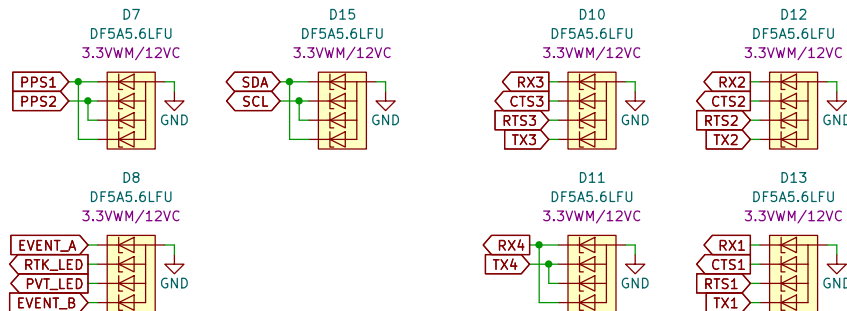 D7
DF5A5.6LFU
3.3VWM/12VC
PPS1
PPS2
GND
D15
DF5A5.6LFU
3.3VWM/12VC
SDA
SCL
GND
D10
DF5A5.6LFU
3.3VWM/12VC
RX3
CTS3
RTS3
TX3
GND
D12
DF5A5.6LFU
3.3VWM/12VC
RX2
CTS2
RTS2
TX2
GND
D8
DF5A5.6LFU
3.3VWM/12VC
EVENT_A
RTK_LED
PVT_LED
EVENT_B
GND
D11
DF5A5.6LFU
3.3VWM/12VC
RX4
TX4
GND
D13
DF5A5.6LFU
3.3VWM/12VC
RX1
CTS1
RTS1
TX1
GND